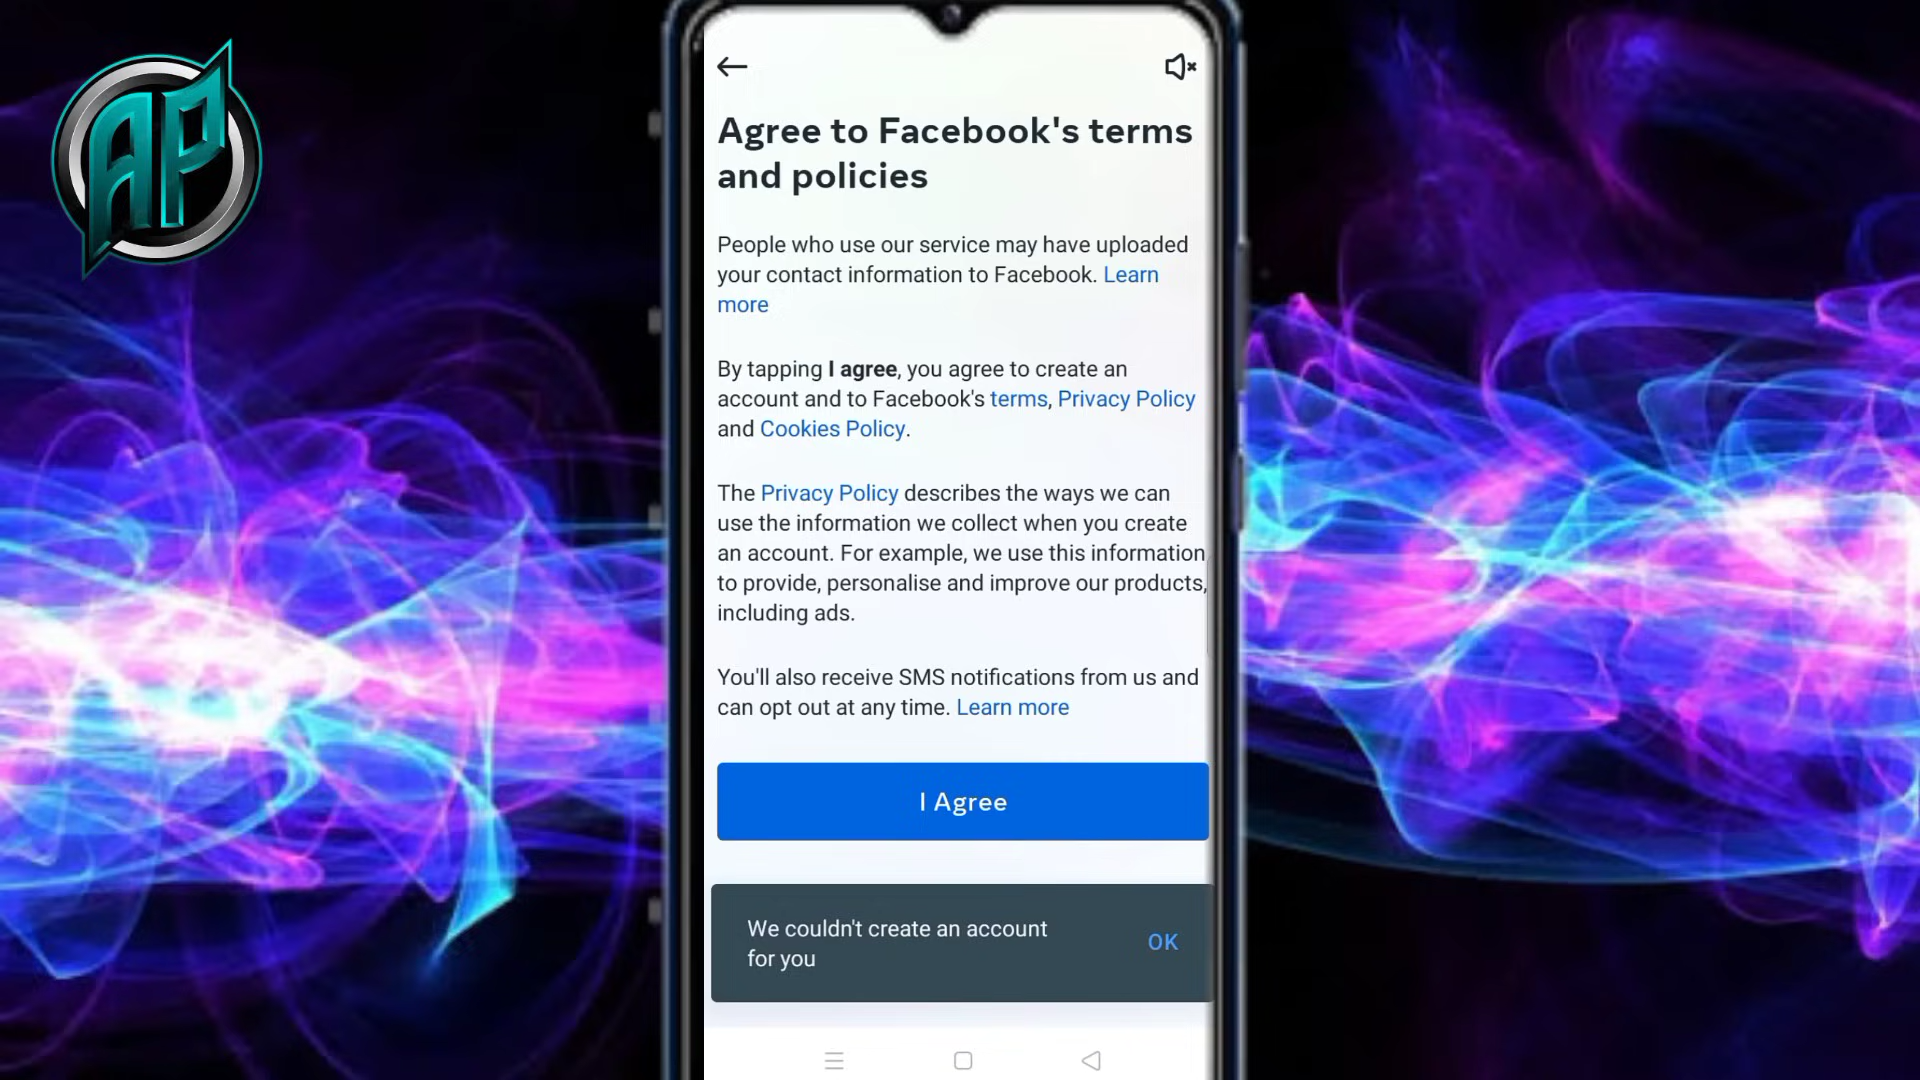 AP
Agree to Facebook's terms
and policies
People who use our service may have uploaded
your contact information to Facebook. Learn
more
By tapping I agree, you agree to create an
account and to Facebook's terms, Privacy Policy
and Cookies Policy.
The Privacy Policy describes the ways we can
use the information we collect when you create
an account. For example, we use this information
to provide, personalise and improve our products,
including ads.
You'll also receive SMS notifications from us and
can opt out at any time. Learn more
I Agree
We couldn't create an account
for you
OK